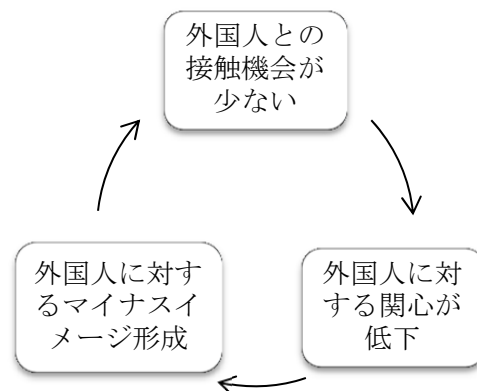 外国人との
接触機会が
少ない
外国人に対
する関心が
低下
外国人に対す
るマイナスイ
メージ形成